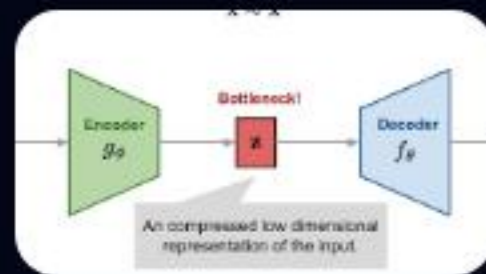 Bottleneck!
Encoder
Decoder
gφ
z
fθ
An compressed low dimensional
representation of the input.